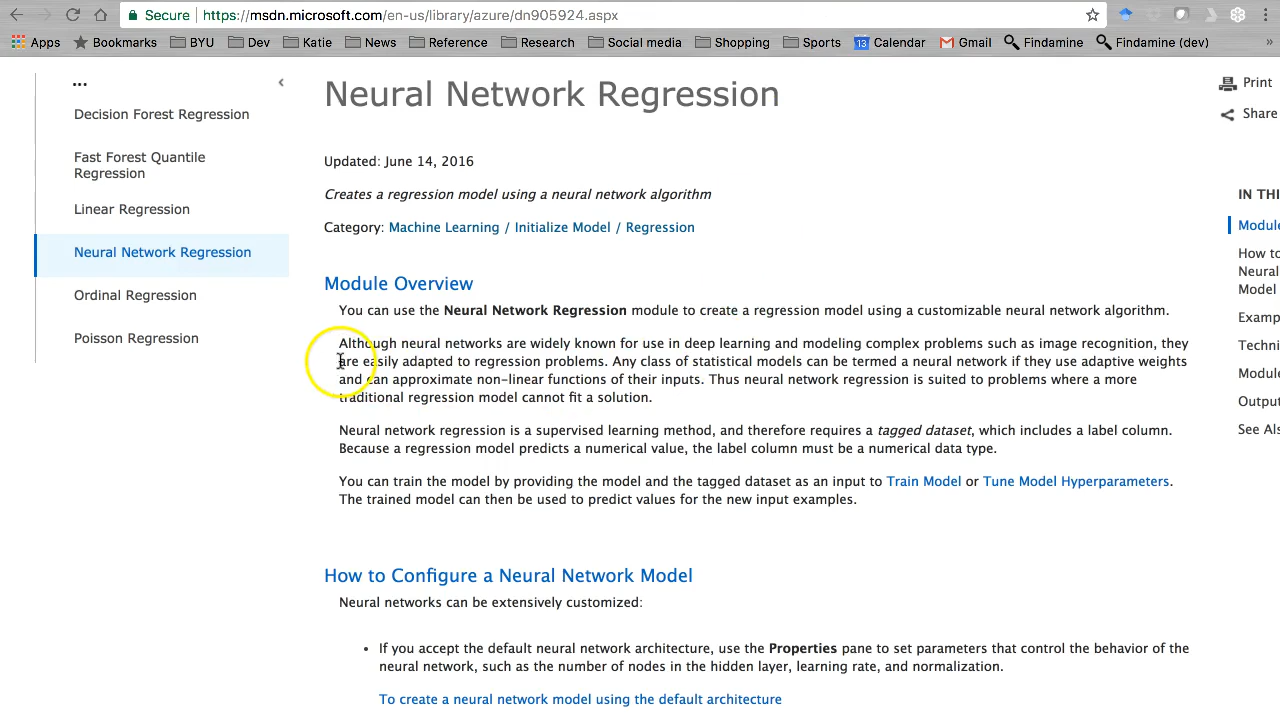 Secure | https://msdn.microsoft.com/en-us/library/azure/dn905924.aspx
Apps Bookmarks BYU Dev Katie News Reference Research Social media Shopping Sports 13 Calendar Gmail Findamine Findamine (dev) »
...
Decision Forest Regression
Fast Forest Quantile
Regression
Linear Regression
Neural Network Regression
Ordinal Regression
Poisson Regression
Neural Network Regression
Updated: June 14, 2016
Creates a regression model using a neural network algorithm
Category: Machine Learning / Initialize Model / Regression
Module Overview
You can use the Neural Network Regression module to create a regression model using a customizable neural network algorithm.
Although neural networks are widely known for use in deep learning and modeling complex problems such as image recognition, they
are easily adapted to regression problems. Any class of statistical models can be termed a neural network if they use adaptive weights
and can approximate non-linear functions of their inputs. Thus neural network regression is suited to problems where a more
traditional regression model cannot fit a solution.
Neural network regression is a supervised learning method, and therefore requires a tagged dataset, which includes a label column.
Because a regression model predicts a numerical value, the label column must be a numerical data type.
You can train the model by providing the model and the tagged dataset as an input to Train Model or Tune Model Hyperparameters.
The trained model can then be used to predict values for the new input examples.
How to Configure a Neural Network Model
Neural networks can be extensively customized:
• If you accept the default neural network architecture, use the Properties pane to set parameters that control the behavior of the
neural network, such as the number of nodes in the hidden layer, learning rate, and normalization.
To create a neural network model using the default architecture
Print
Share
IN THI
Module
How to
Neural
Model
Examp
Techni
Module
Output
See Als